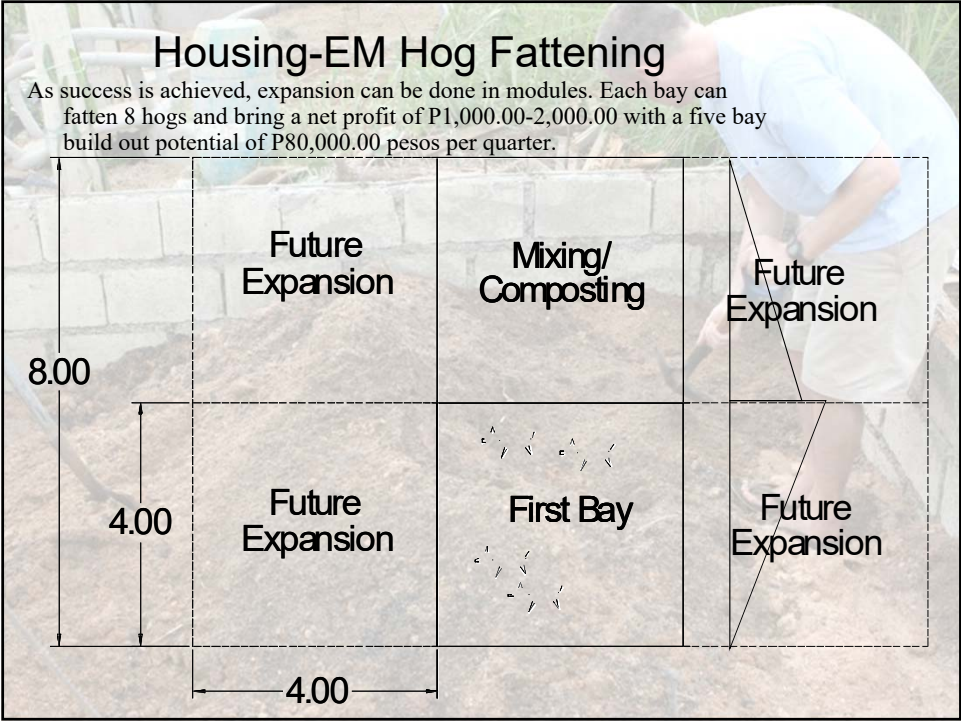 Housing-EM Hog Fattening
As success is achieved, expansion can be done in modules. Each bay can
fatten 8 hogs and bring a net profit of P1,000.00-2,000.00 with a five bay
build out potential of P80,000.00 pesos per quarter.
Future
Expansion
Mixing/
Composting
Future
Expansion
8.00
4.00
Future
Expansion
First Bay
Future
Expansion
4.00